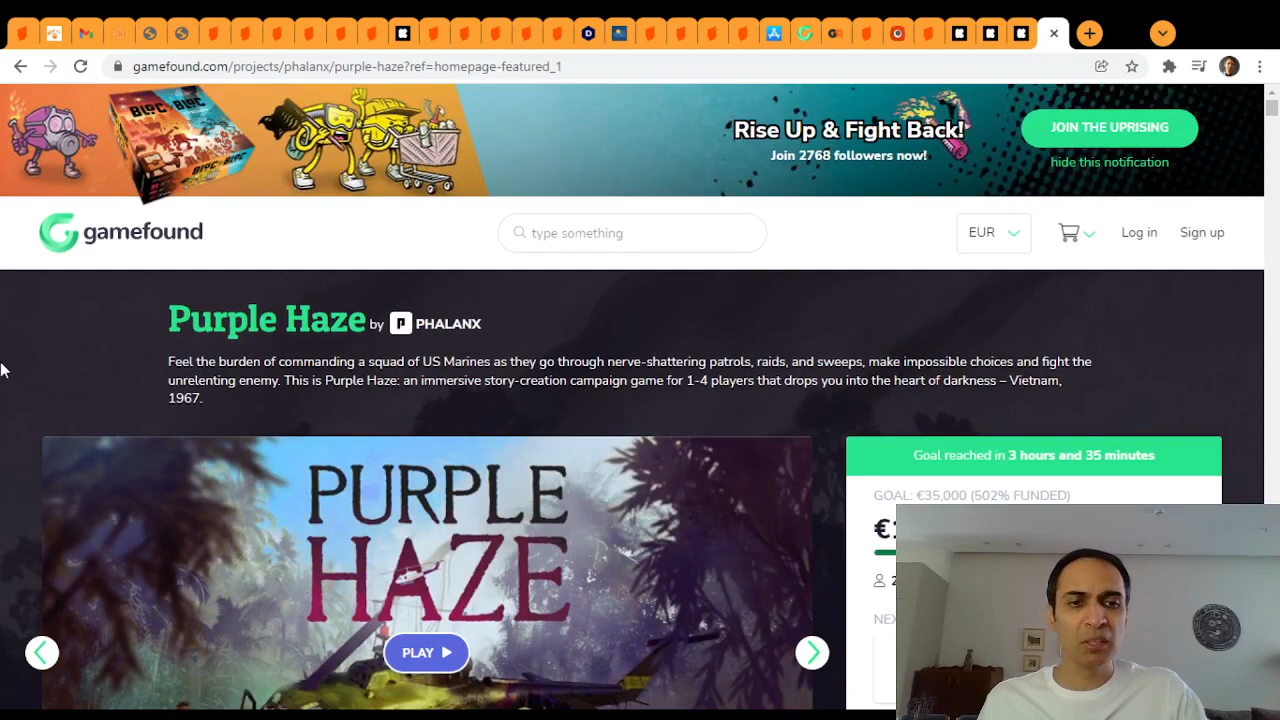 gamefound.com/projects/phalanx/purple-haze?ref=homepage-featured_1
BLOC BY BLOC
Rise Up & Fight Back!
Join 2768 followers now!
JOIN THE UPRISING
hide this notification
gamefound
type something
EUR
Log in
Sign up
Purple Haze by PHALANX
Feel the burden of commanding a squad of US Marines as they go through nerve-shattering patrols, raids, and sweeps, make impossible choices and fight the
unrelenting enemy. This is Purple Haze: an immersive story-creation campaign game for 1-4 players that drops you into the heart of darkness – Vietnam,
1967.
PURPLE
HAZE
PLAY
Goal reached in 3 hours and 35 minutes
GOAL: €35,000 (502% FUNDED)